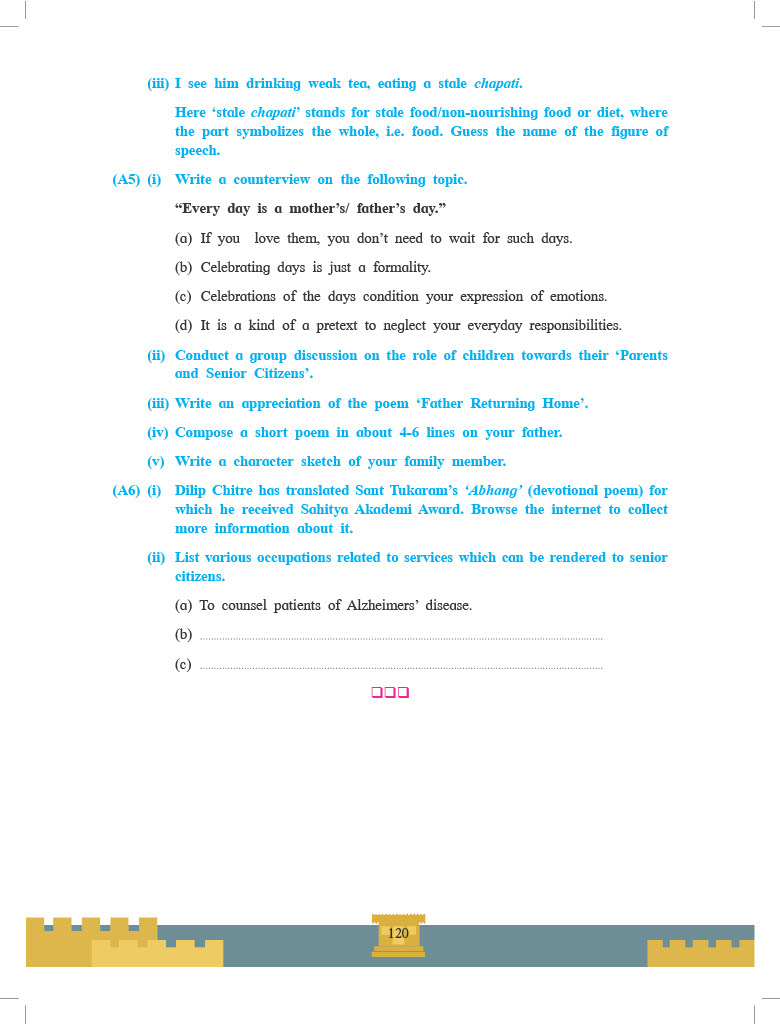 (iii) I see him drinking weak tea, eating a stale chapati.
Here ‘stale chapati’ stands for stale food/non-nourishing food or diet, where
the part symbolizes the whole, i.e. food. Guess the name of the figure of
speech.
(A5) (i) Write a counterview on the following topic.
“Every day is a mother’s/ father’s day.”
(a) If you love them, you don’t need to wait for such days.
(b) Celebrating days is just a formality.
(c) Celebrations of the days condition your expression of emotions.
(d) It is a kind of a pretext to neglect your everyday responsibilities.
(ii) Conduct a group discussion on the role of children towards their ‘Parents
and Senior Citizens’.
(iii) Write an appreciation of the poem ‘Father Returning Home’.
(iv) Compose a short poem in about 4-6 lines on your father.
(v) Write a character sketch of your family member.
(A6) (i) Dilip Chitre has translated Sant Tukaram’s ‘Abhang’ (devotional poem) for
which he received Sahitya Akademi Award. Browse the internet to collect
more information about it.
(ii) List various occupations related to services which can be rendered to senior
citizens.
(a) To counsel patients of Alzheimers’ disease.
(b) ....................................................................................................
(c) ....................................................................................................
120